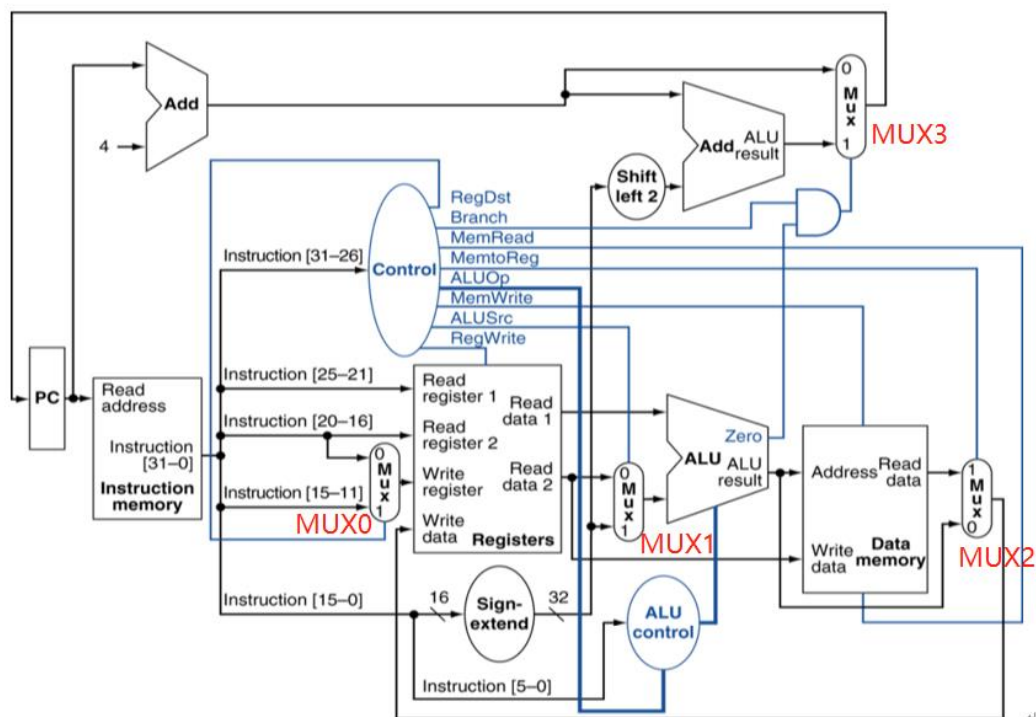 Add
4
0
Mux
1
MUX3
Add ALU
result
Shift
left 2
RegDst
Branch
MemRead
MemtoReg
ALUOp
MemWrite
ALUSrc
RegWrite
Control
Instruction [31–26]
PC
Read
address
Instruction
[31–0]
Instruction
memory
Instruction [25–21]
Instruction [20–16]
Instruction [15–11]
0
Mux
1
MUX0
Read
register 1
Read
register 2
Write
register
Write
data
Read
data 1
Read
data 2
Registers
0
Mux
1
MUX1
Zero
ALU ALU
result
Address
Read
data
Write
data
Data
memory
1
Mux
0
MUX2
Instruction [15–0]
16
Sign-
extend
32
ALU
control
Instruction [5–0]